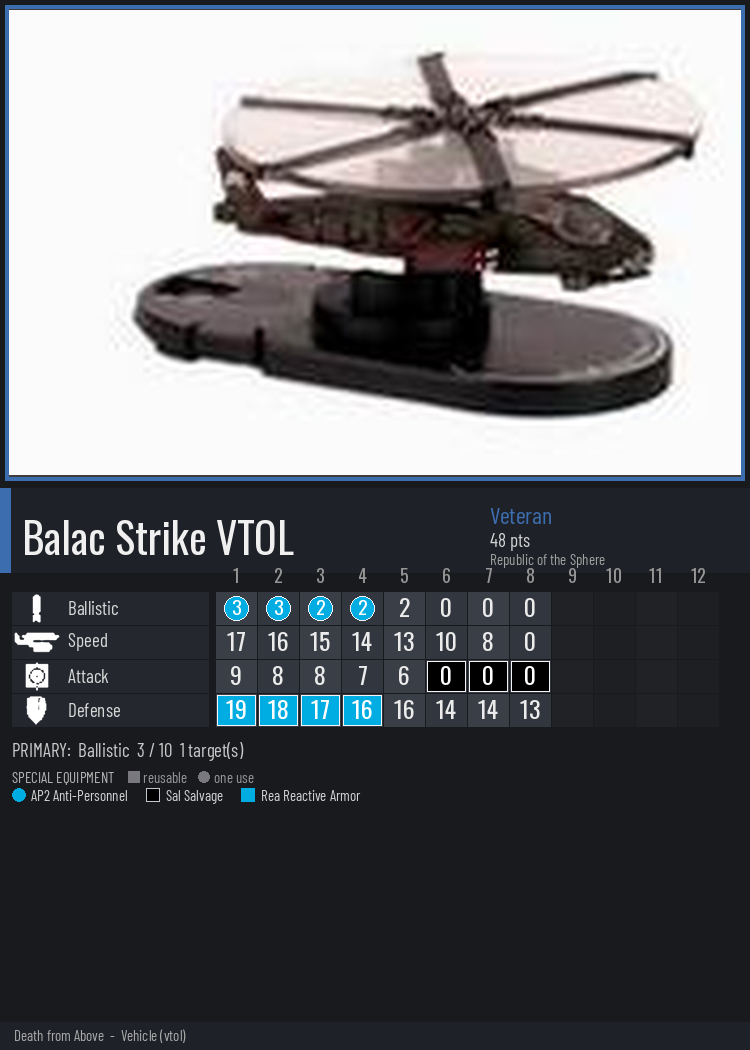 Balac Strike VTOL
Veteran
48 pts
Republic of the Sphere
1 2 3 4 5 6 7 8 9 10 11 12
Ballistic 3 3 2 2 2 0 0 0
Speed 17 16 15 14 13 10 8 0
Attack 9 8 8 7 6 0 0 0
Defense 19 18 17 16 16 14 14 13
PRIMARY: Ballistic 3 / 10 1 target(s)
SPECIAL EQUIPMENT reusable one use
AP2 Anti-Personnel Sal Salvage Rea Reactive Armor
Death from Above - Vehicle (vtol)